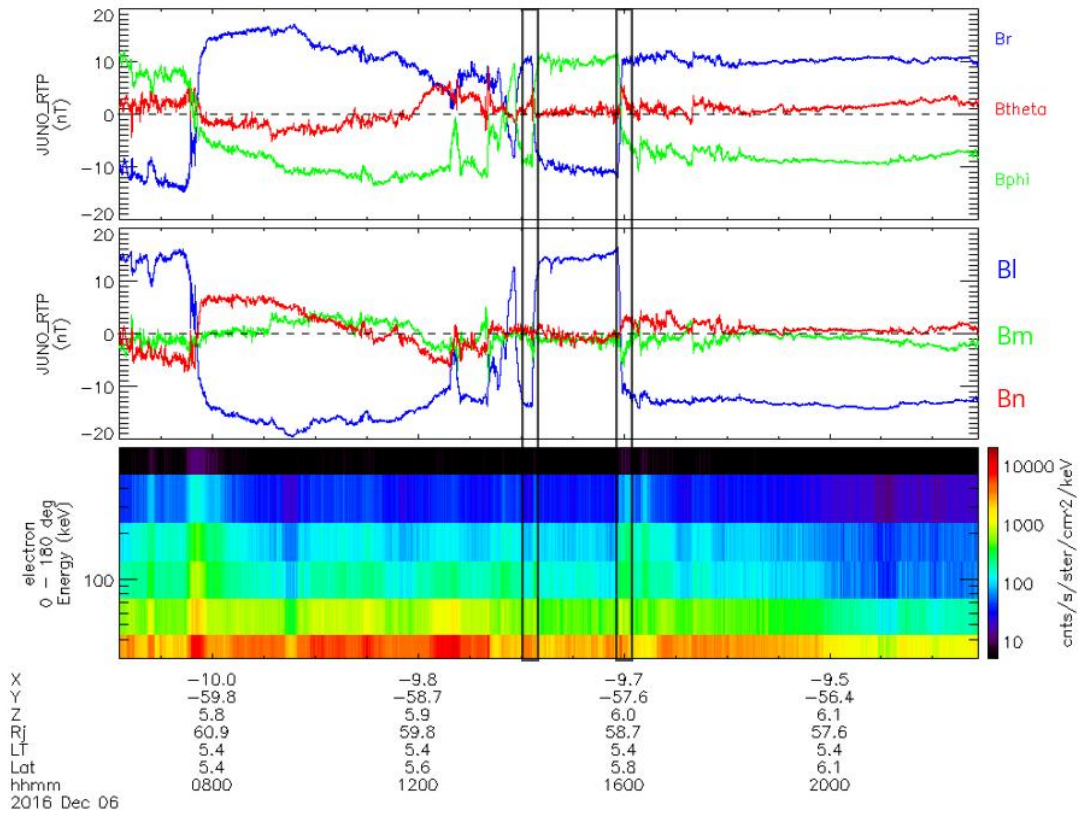 20
10
0
−10
−20
JUNO_RTP
(nT)
Br
Btheta
Bphi
20
10
0
−10
−20
JUNO_RTP
(nT)
Bl
Bm
Bn
electron
0 − 180 deg
Energy (keV)
100
10000
1000
100
10
cnts/s/ster/cm^2/keV
X −10.0 −9.8 −9.7 −9.5
Y −59.8 −58.7 −57.6 −56.4
Z 5.8 5.9 6.0 6.1
Rj 60.9 59.8 58.7 57.6
LT 5.4 5.4 5.4 5.4
Lat 5.4 5.6 5.8 6.1
hhmm 0800 1200 1600 2000
2016 Dec 06